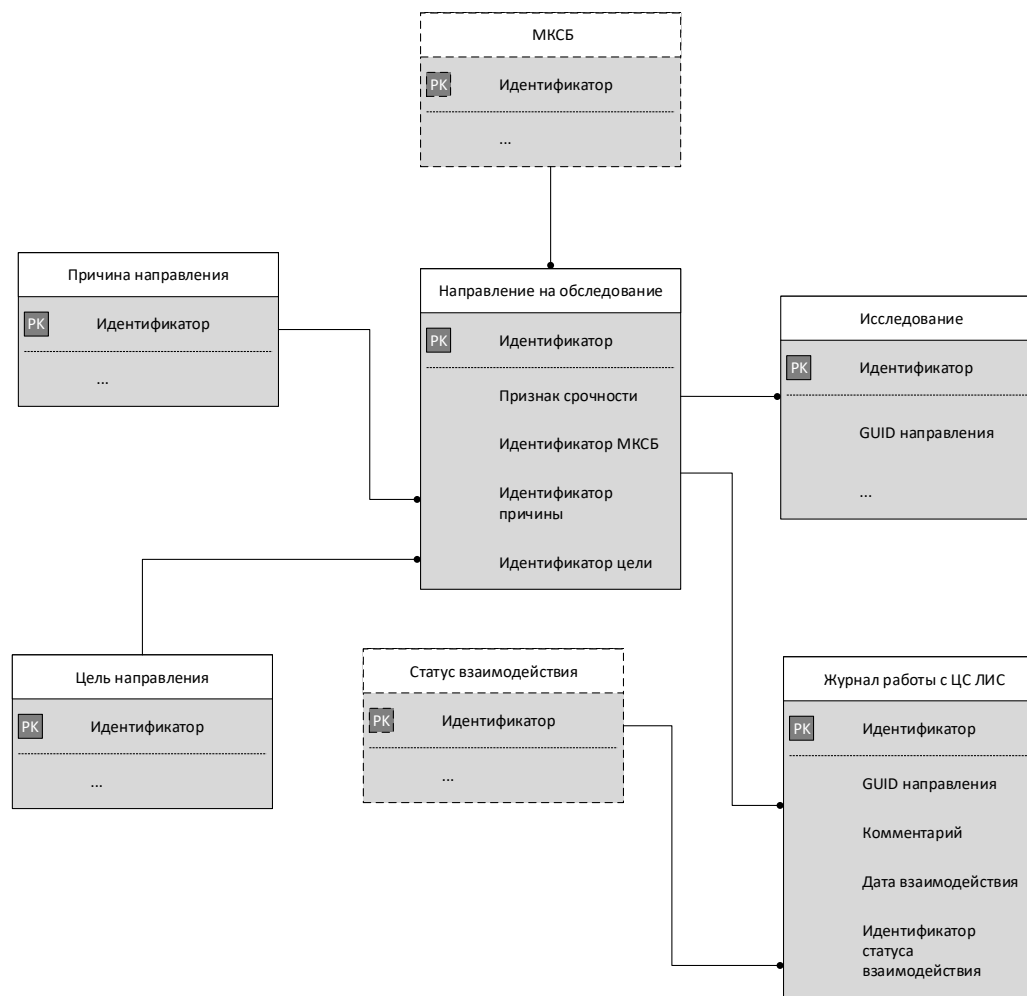 МКСБ
PK Идентификатор
...
Причина направления
PK Идентификатор
...
Направление на обследование
PK Идентификатор
Признак срочности
Идентификатор МКСБ
Идентификатор
причины
Идентификатор цели
Исследование
PK Идентификатор
GUID направления
...
Цель направления
PK Идентификатор
...
Статус взаимодействия
PK Идентификатор
...
Журнал работы с ЦС ЛИС
PK Идентификатор
GUID направления
Комментарий
Дата взаимодействия
Идентификатор
статуса
взаимодействия